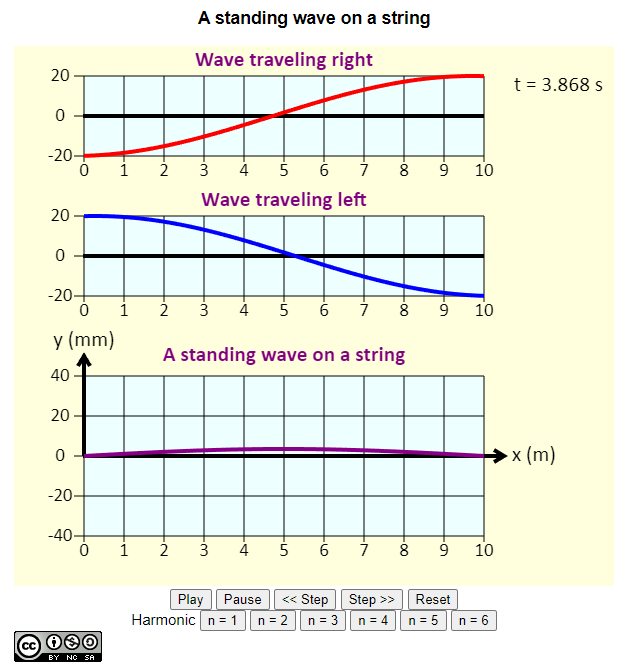 A standing wave on a string
Wave traveling right
t = 3.868 s
20
0
-20
0 1 2 3 4 5 6 7 8 9 10
Wave traveling left
20
0
-20
0 1 2 3 4 5 6 7 8 9 10
y (mm)
A standing wave on a string
40
20
0
x (m)
-20
-40
0 1 2 3 4 5 6 7 8 9 10
Play Pause << Step Step >> Reset
Harmonic n = 1 n = 2 n = 3 n = 4 n = 5 n = 6
cc
BY NC SA